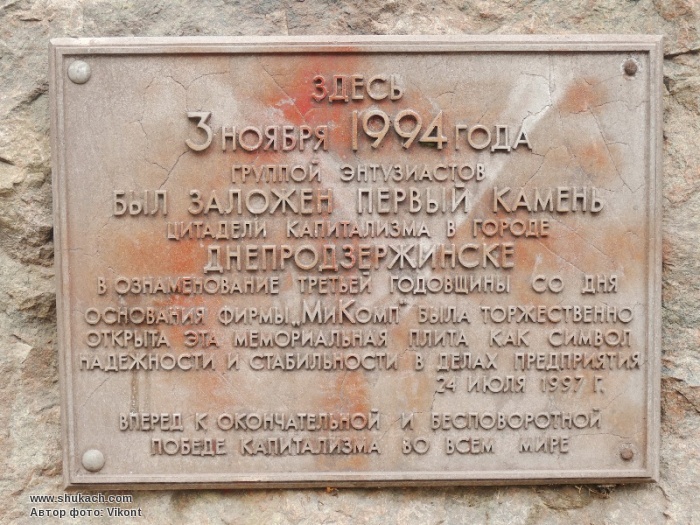 ЗДЕСЬ
3 НОЯБРЯ 1994 ГОДА
ГРУППОЙ ЭНТУЗИАСТОВ
БЫЛ ЗАЛОЖЕН ПЕРВЫЙ КАМЕНЬ
ЦИТАДЕЛИ КАПИТАЛИЗМА В ГОРОДЕ
ДНЕПРОДЗЕРЖИНСКЕ
В ОЗНАМЕНОВАНИЕ ТРЕТЬЕЙ ГОДОВЩИНЫ СО ДНЯ
ОСНОВАНИЯ ФИРМЫ „МиКомп" БЫЛА ТОРЖЕСТВЕННО
ОТКРЫТА ЭТА МЕМОРИАЛЬНАЯ ПЛИТА КАК СИМВОЛ
НАДЕЖНОСТИ И СТАБИЛЬНОСТИ В ДЕЛАХ ПРЕДПРИЯТИЯ
24 ИЮЛЯ 1997 Г.
ВПЕРЕД К ОКОНЧАТЕЛЬНОЙ И БЕСПОВОРОТНОЙ
ПОБЕДЕ КАПИТАЛИЗМА ВО ВСЕМ МИРЕ
www.shukach.com
Автор фото: Vikont